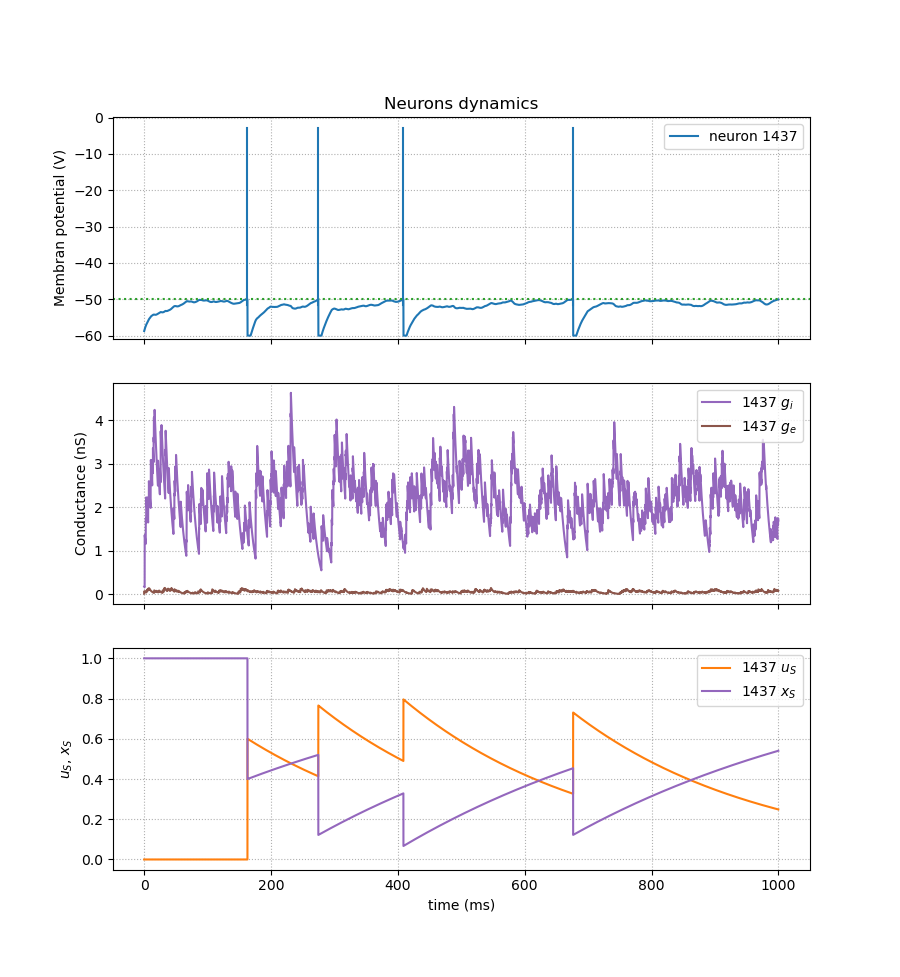 Neurons dynamics
Membran potential (V)
0
−10
−20
−30
−40
−50
−60
neuron 1437
Conductance (nS)
4
3
2
1
0
1437 g_i
1437 g_e
u_S, x_S
1.0
0.8
0.6
0.4
0.2
0.0
1437 u_S
1437 x_S
0 200 400 600 800 1000
time (ms)